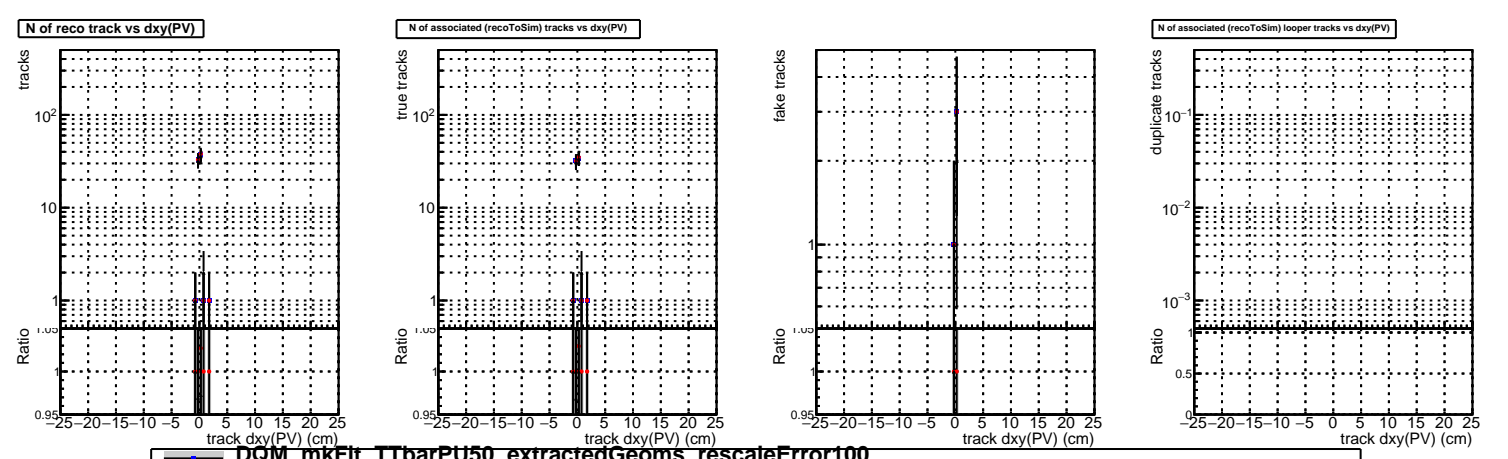 N of reco track vs dxy(PV)
tracks
10²
10
1
Ratio
1.05
1
0.95
−25−20−15−10−5 0 5 10 15 20 25
track dxy(PV) (cm)
N of associated (recoToSim) tracks vs dxy(PV)
true tracks
10²
10
1
Ratio
1.05
1
0.95
−25−20−15−10−5 0 5 10 15 20 25
track dxy(PV) (cm)
fake tracks
1
Ratio
1.05
1
0.95
−25−20−15−10−5 0 5 10 15 20 25
track dxy(PV) (cm)
N of associated (recoToSim) looper tracks vs dxy(PV)
duplicate tracks
10⁻¹
10⁻²
10⁻³
Ratio
1
0.5
0
−25−20−15−10−5 0 5 10 15 20 25
track dxy(PV) (cm)
DQM_mkFit_TTbarPU50_extractedGeoms_rescaleError100